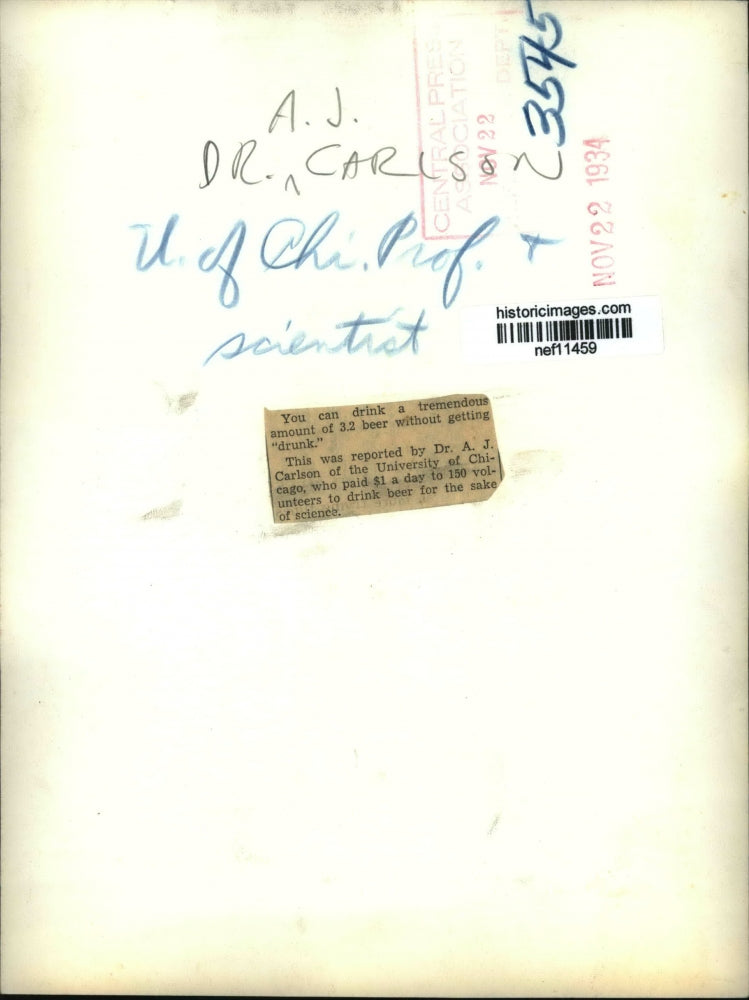 3545
CENTRAL PRESS
ASSOCIATION
NOV 22
DEPT.
NOV 22 1934
A. J.
DR. ^ CARLSON
U. of Chi. Prof. +
scientist
historicimages.com
nef11459
You can drink a tremendous
amount of 3.2 beer without getting
"drunk."
This was reported by Dr. A. J.
Carlson of the University of Chi-
cago, who paid $1 a day to 150 vol-
unteers to drink beer for the sake
of science.